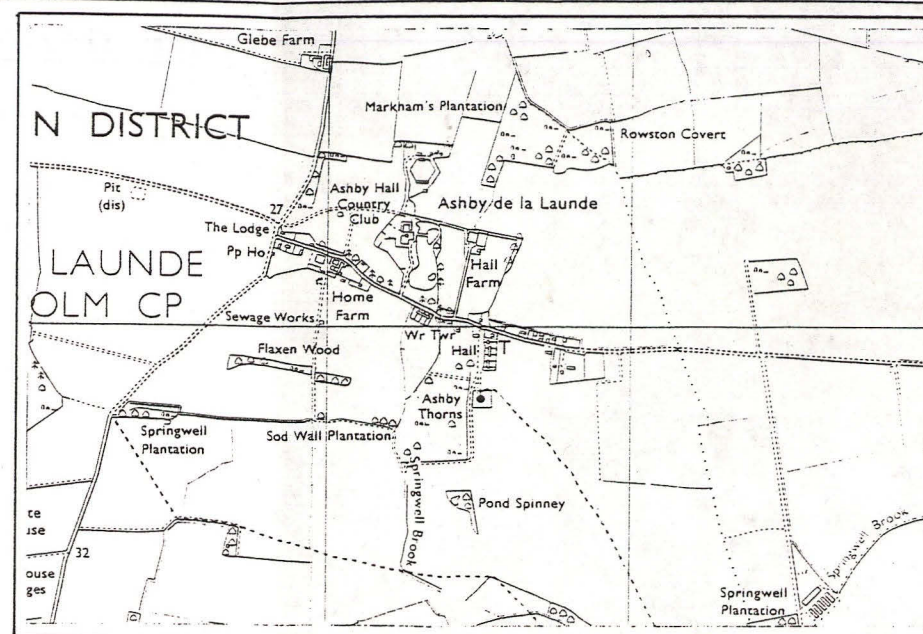 Glebe Farm
Markham's Plantation
N DISTRICT
Rowston Covert
Pit
(dis)
27
Ashby Hall
Country
Club
Ashby de la Launde
The Lodge
Pp Ho
LAUNDE
Hall
Farm
OLM CP
Home
Farm
Sewage Works
Wr Twr
Flaxen Wood
Hall
T
Ashby
Thorns
Springwell
Plantation
Sod Wall Plantation
Springwell Brook
Pond Spinney
te
use
32
ouse
ges
Springwell Brook
Springwell
Plantation